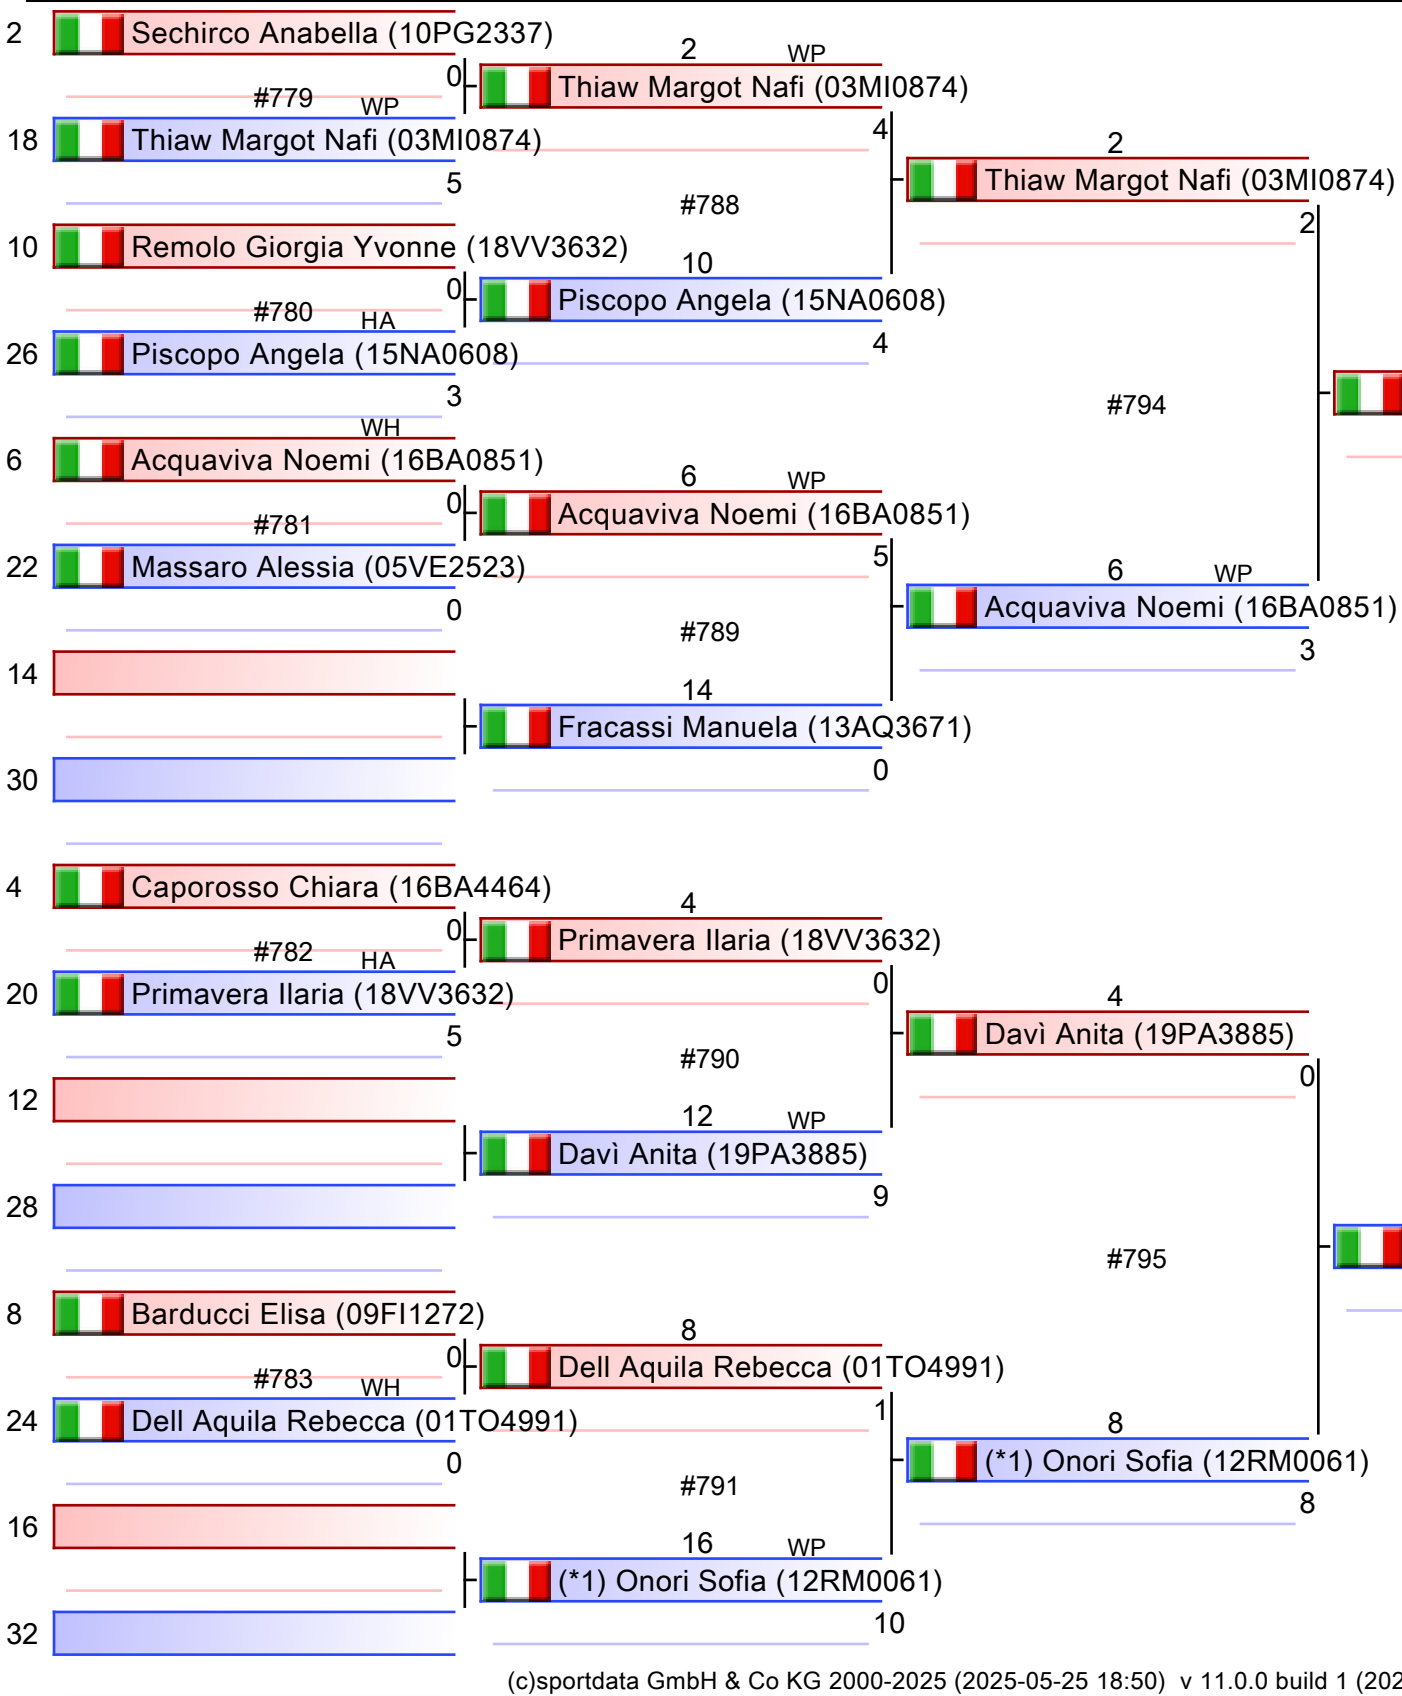 2 Sechirco Anabella (10PG2337)
0
#779 WP
18 Thiaw Margot Nafi (03MI0874)
5
2 WP
Thiaw Margot Nafi (03MI0874)
4
#788
10 Remolo Giorgia Yvonne (18VV3632)
0
#780 HA
26 Piscopo Angela (15NA0608)
3
10
Piscopo Angela (15NA0608)
4
2
Thiaw Margot Nafi (03MI0874)
2
#794
WH
6 Acquaviva Noemi (16BA0851)
0
#781
22 Massaro Alessia (05VE2523)
0
6 WP
Acquaviva Noemi (16BA0851)
5
#789
14
30
14
Fracassi Manuela (13AQ3671)
0
6 WP
Acquaviva Noemi (16BA0851)
3
4 Caporosso Chiara (16BA4464)
0
#782 HA
20 Primavera Ilaria (18VV3632)
5
4
Primavera Ilaria (18VV3632)
0
#790
12
28
12 WP
Davì Anita (19PA3885)
9
4
Davì Anita (19PA3885)
0
#795
8 Barducci Elisa (09FI1272)
0
#783 WH
24 Dell Aquila Rebecca (01TO4991)
0
8
Dell Aquila Rebecca (01TO4991)
1
#791
16
32
16 WP
(*1) Onori Sofia (12RM0061)
10
8
(*1) Onori Sofia (12RM0061)
8
(c)sportdata GmbH & Co KG 2000-2025 (2025-05-25 18:50) v 11.0.0 build 1 (202